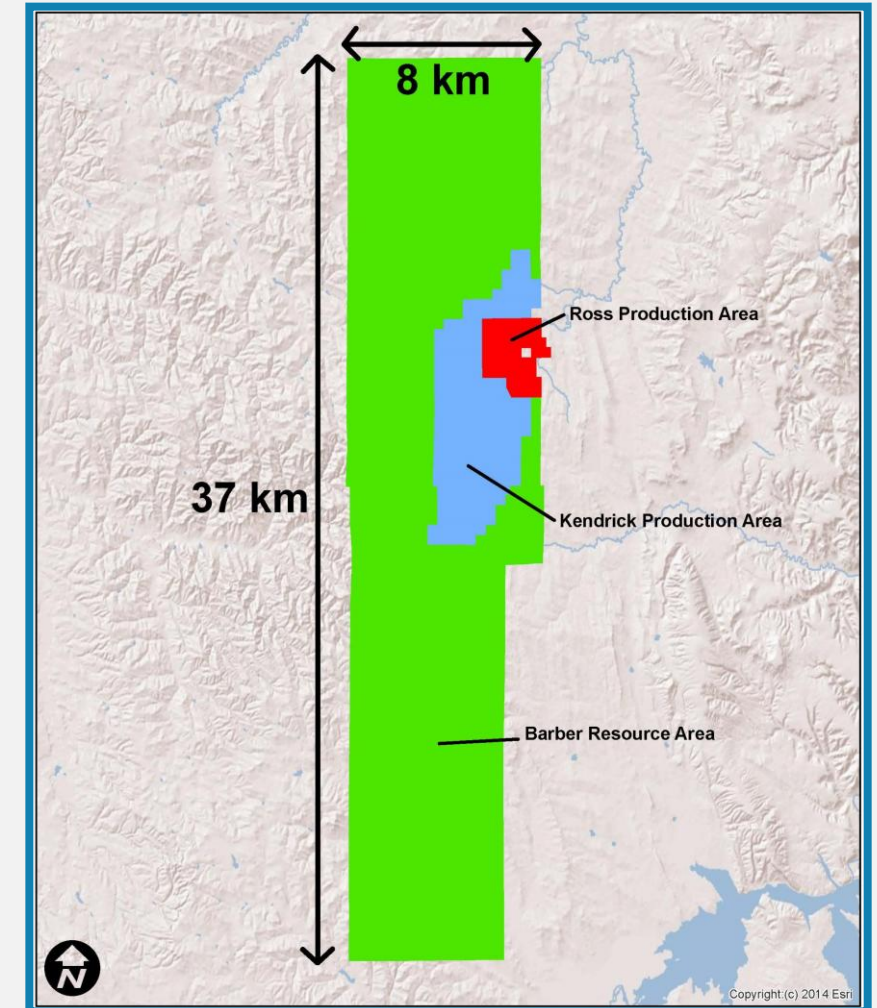 8 km
Ross Production Area
37 km
Kendrick Production Area
Barber Resource Area
N
Copyright:(c) 2014 Esri